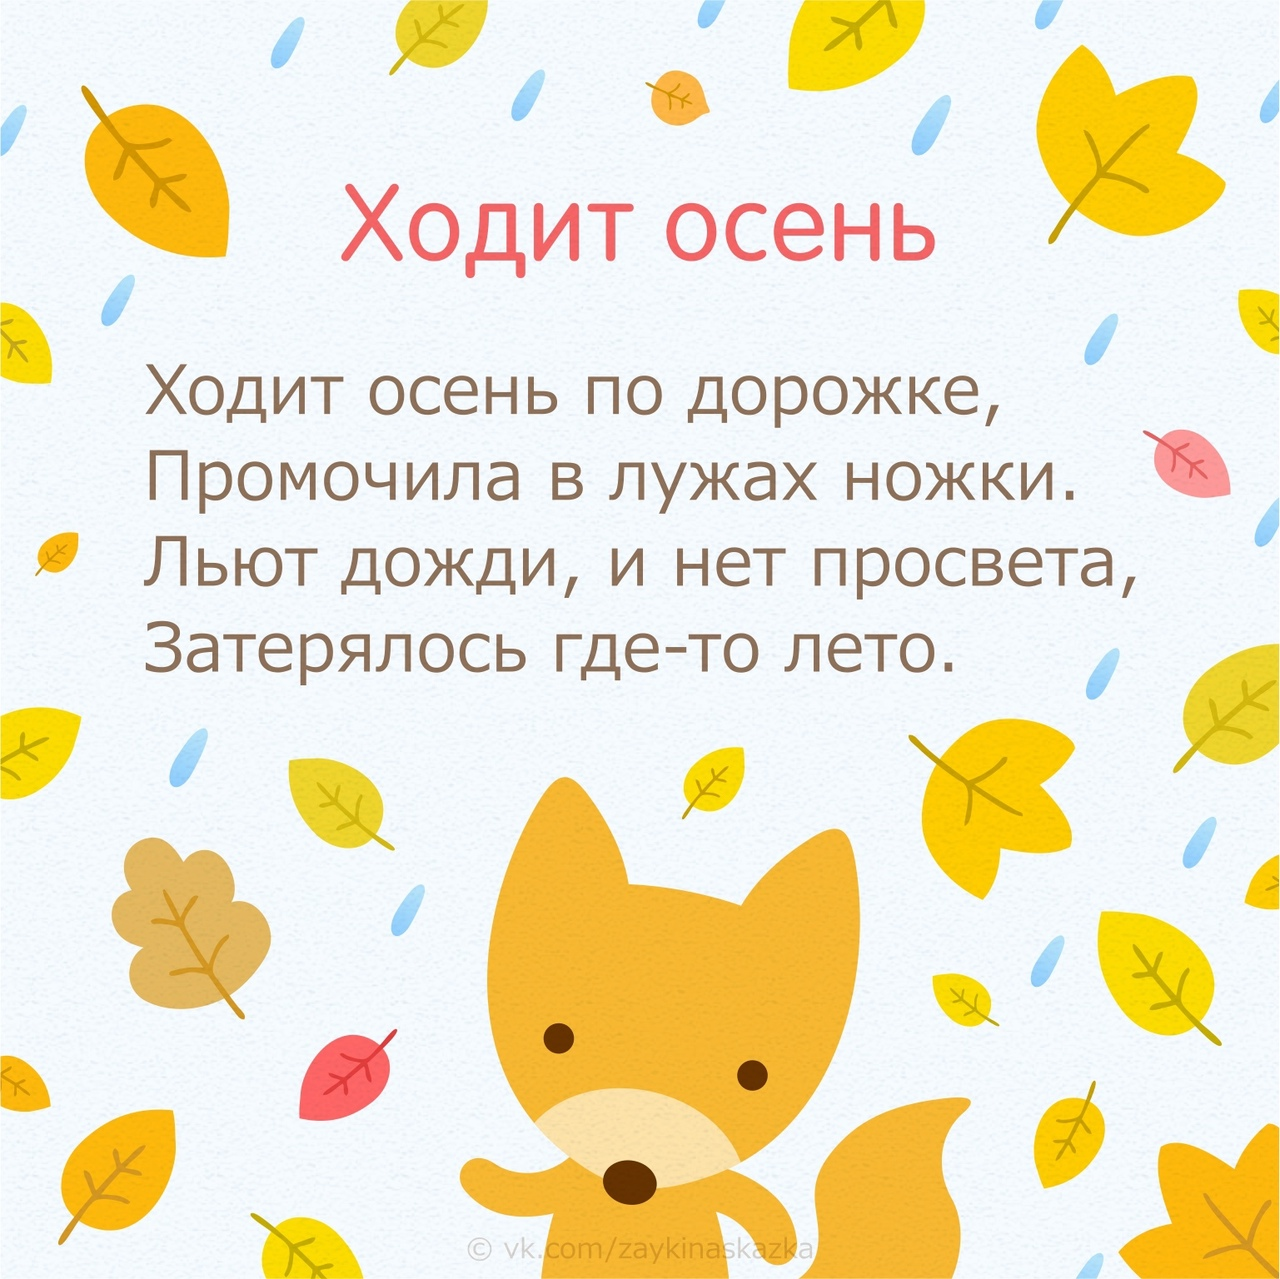 Ходит осень
Ходит осень по дорожке,
Промочила в лужах ножки.
Льют дожди, и нет просвета,
Затерялось где-то лето.
© vk.com/zaykinaskazka